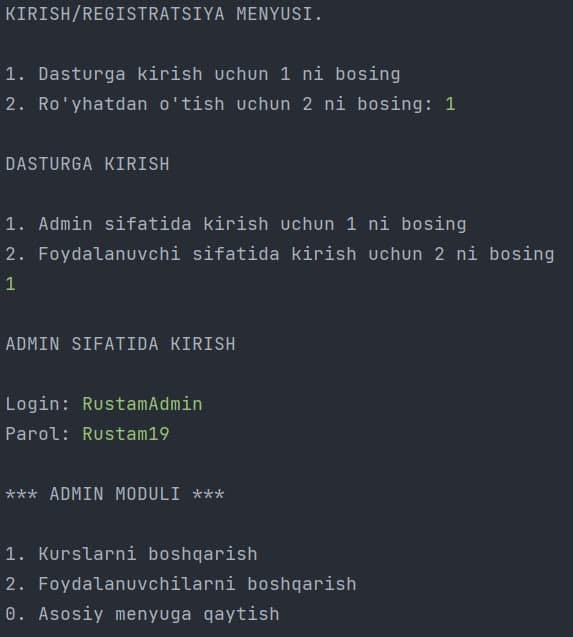 KIRISH/REGISTRATSIYA MENYUSI.
1. Dasturga kirish uchun 1 ni bosing
2. Ro'yhatdan o'tish uchun 2 ni bosing: 1
DASTURGA KIRISH
1. Admin sifatida kirish uchun 1 ni bosing
2. Foydalanuvchi sifatida kirish uchun 2 ni bosing
1
ADMIN SIFATIDA KIRISH
Login: RustamAdmin
Parol: Rustam19
*** ADMIN MODULI ***
1. Kurslarni boshqarish
2. Foydalanuvchilarni boshqarish
0. Asosiy menyuga qaytish